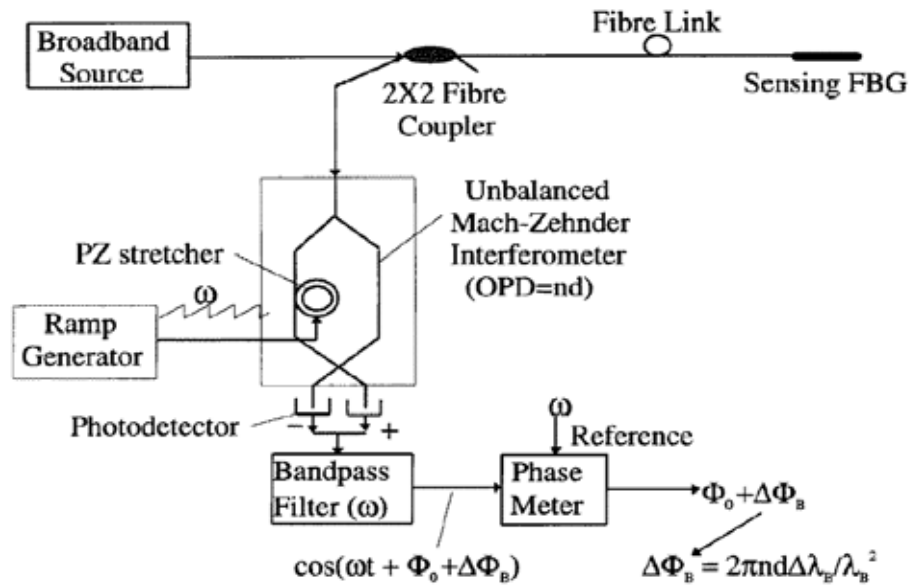 Broadband
Source
Fibre Link
2X2 Fibre
Coupler
Sensing FBG
Unbalanced
Mach-Zehnder
Interferometer
(OPD=nd)
PZ stretcher
ω
Ramp
Generator
Photodetector
−
+
ω
Reference
Bandpass
Filter (ω)
Phase
Meter
Φ₀+ΔΦ_B
cos(ωt + Φ₀+ΔΦ_B)
ΔΦ_B = 2πndΔλ_B/λ_B²